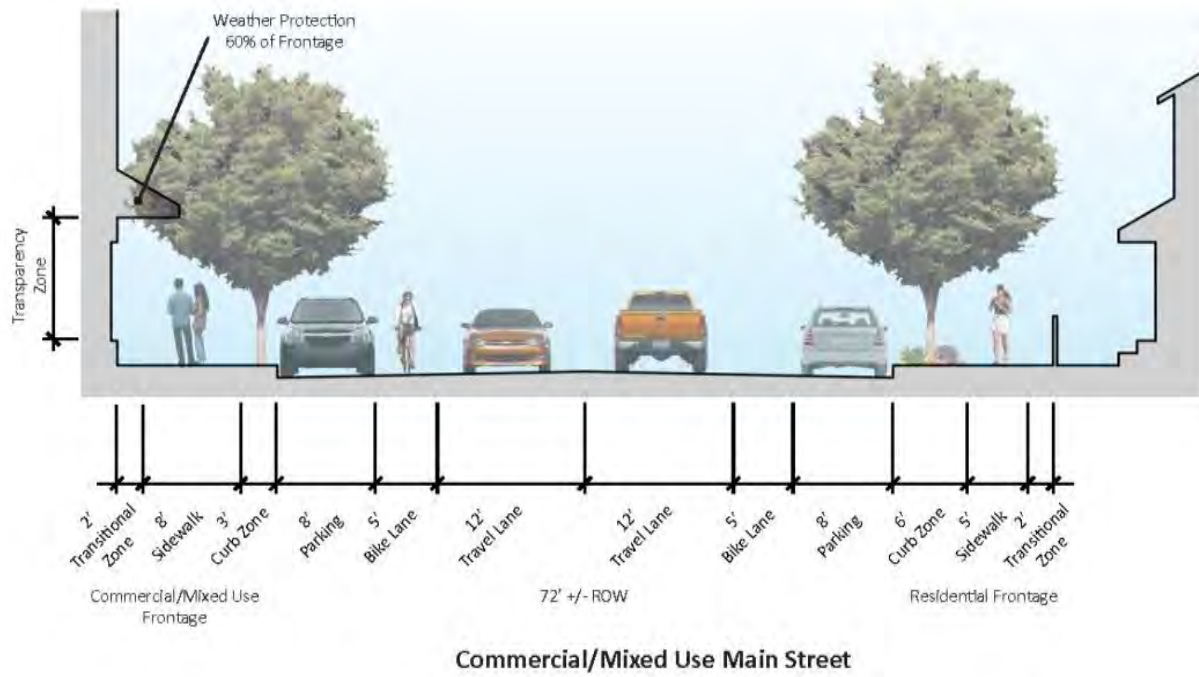 Weather Protection
60% of Frontage
Transparency
Zone
2'
Transitional
Zone
8'
Sidewalk
3'
Curb Zone
8'
Parking
5'
Bike Lane
12'
Travel Lane
12'
Travel Lane
5'
Bike Lane
8'
Parking
6'
Curb Zone
5'
Sidewalk
2'
Transitional
Zone
Commercial/Mixed Use
Frontage
72' +/- ROW
Residential Frontage
Commercial/Mixed Use Main Street